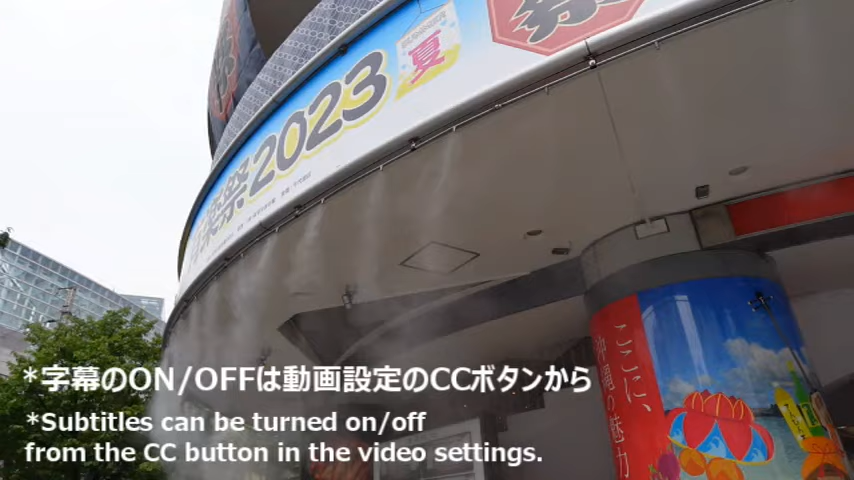 夏
祭
楽祭2023
ここに、
沖縄の魅力
*字幕のON/OFFは動画設定のCCボタンから
*Subtitles can be turned on/off
from the CC button in the video settings.